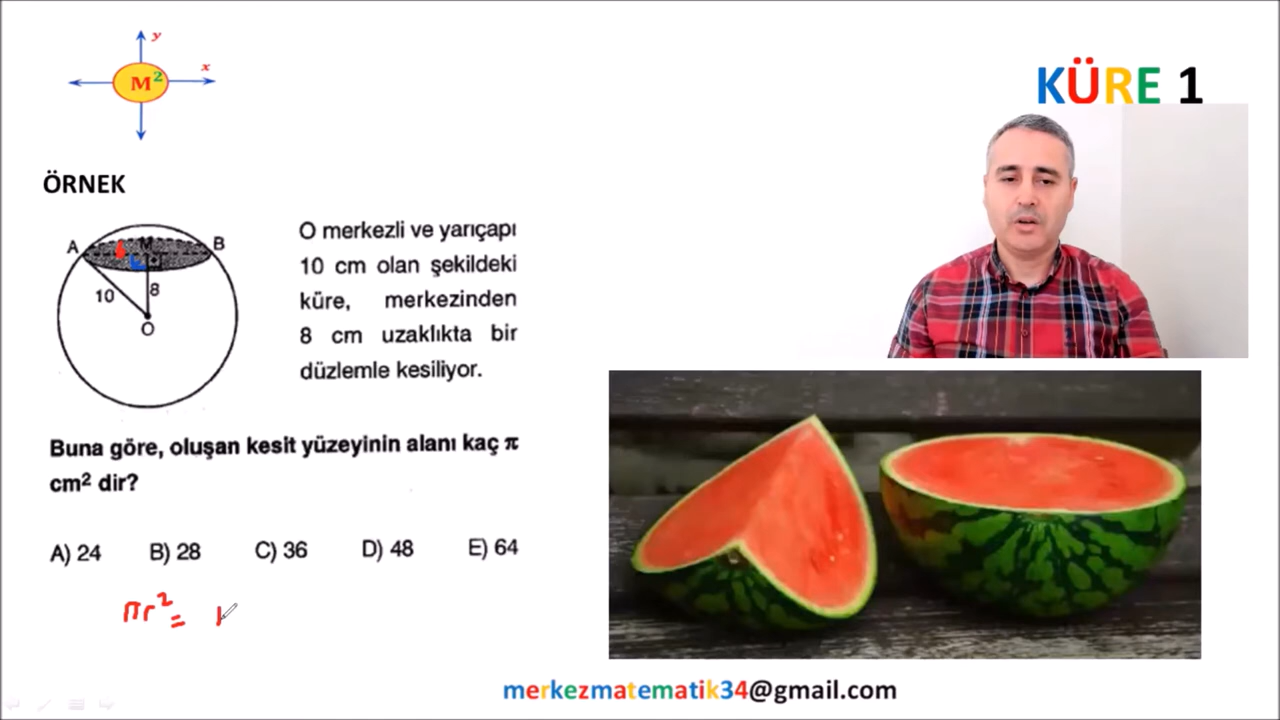 y
x
M²
KÜRE 1
ÖRNEK
A M B
10 8
O
O merkezli ve yarıçapı
10 cm olan şekildeki
küre, merkezinden
8 cm uzaklıkta bir
düzlemle kesiliyor.
Buna göre, oluşan kesit yüzeyinin alanı kaç π
cm² dir?
A) 24 B) 28 C) 36 D) 48 E) 64
πr² =
merkezmatematik34@gmail.com